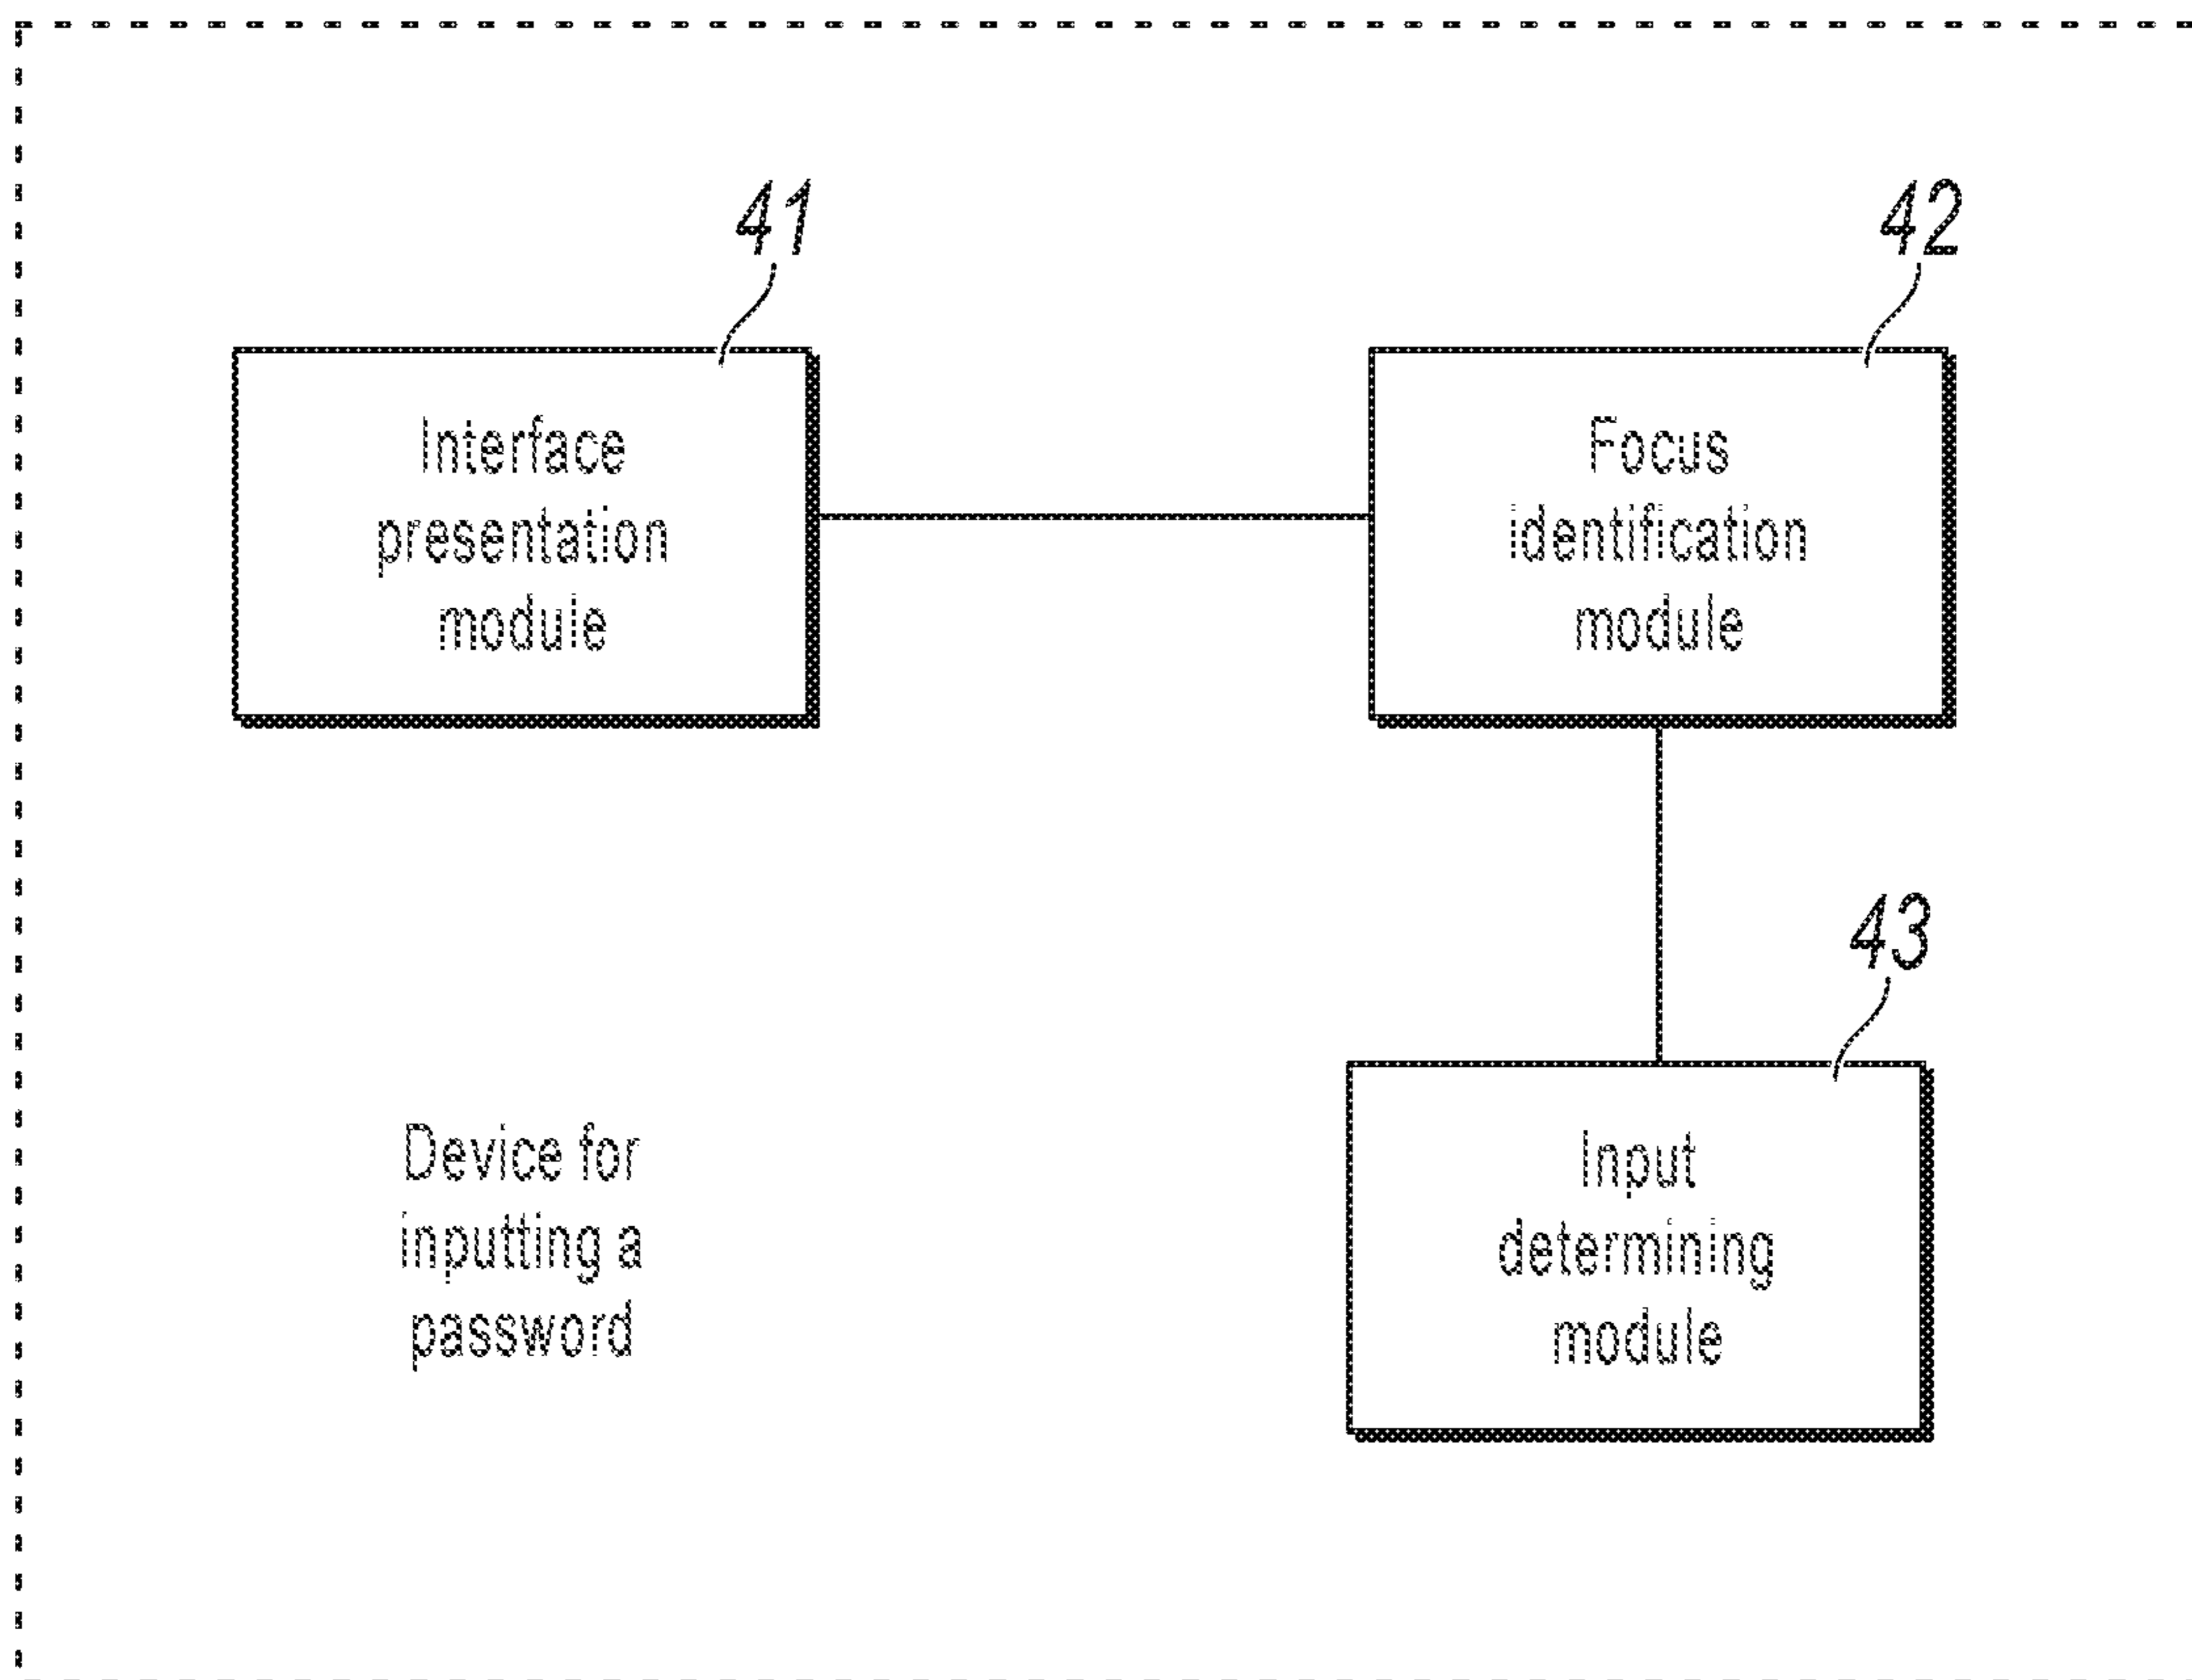 41
42
Interface
presentation
module
Focus
identification
module
43
Device for
inputting a
password
Input
determining
module